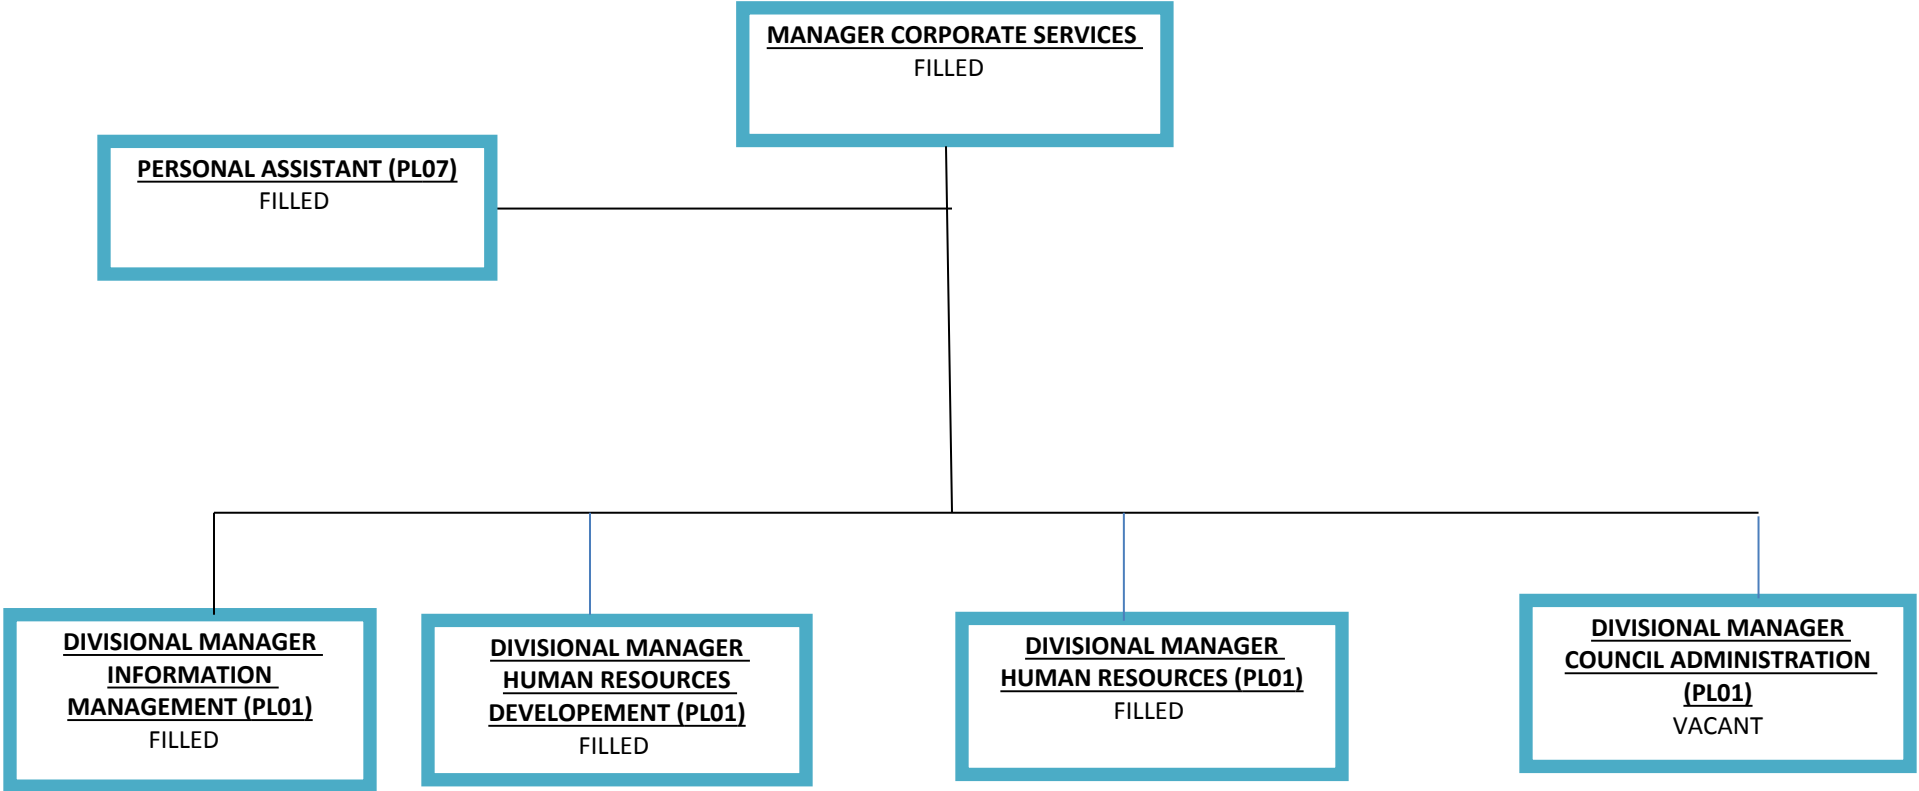 MANAGER CORPORATE SERVICES
FILLED
PERSONAL ASSISTANT (PL07)
FILLED
DIVISIONAL MANAGER
INFORMATION
MANAGEMENT (PL01)
FILLED
DIVISIONAL MANAGER
HUMAN RESOURCES
DEVELOPEMENT (PL01)
FILLED
DIVISIONAL MANAGER
HUMAN RESOURCES (PL01)
FILLED
DIVISIONAL MANAGER
COUNCIL ADMINISTRATION
(PL01)
VACANT